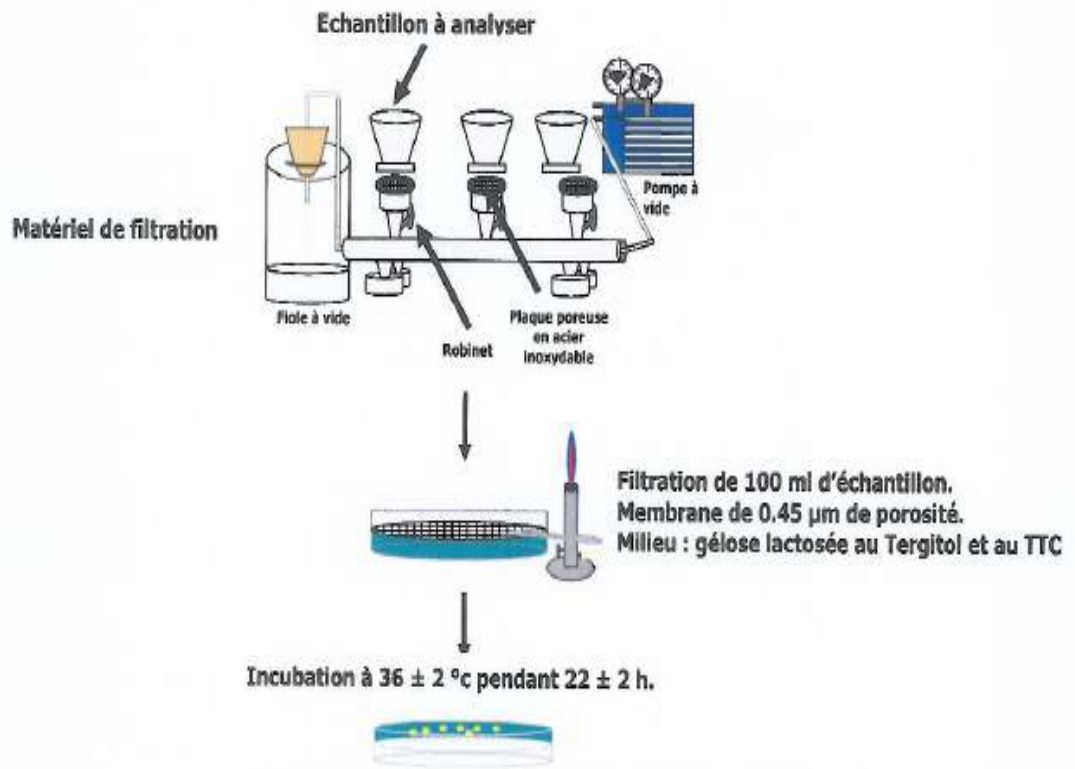 Echantillon à analyser
Pompe à
vide
Matériel de filtration
Fiole à vide
Robinet
Plaque poreuse
en acier
inoxydable
Filtration de 100 ml d'échantillon.
Membrane de 0.45 µm de porosité.
Milieu : gélose lactosée au Tergitol et au TTC
Incubation à 36 ± 2 °c pendant 22 ± 2 h.